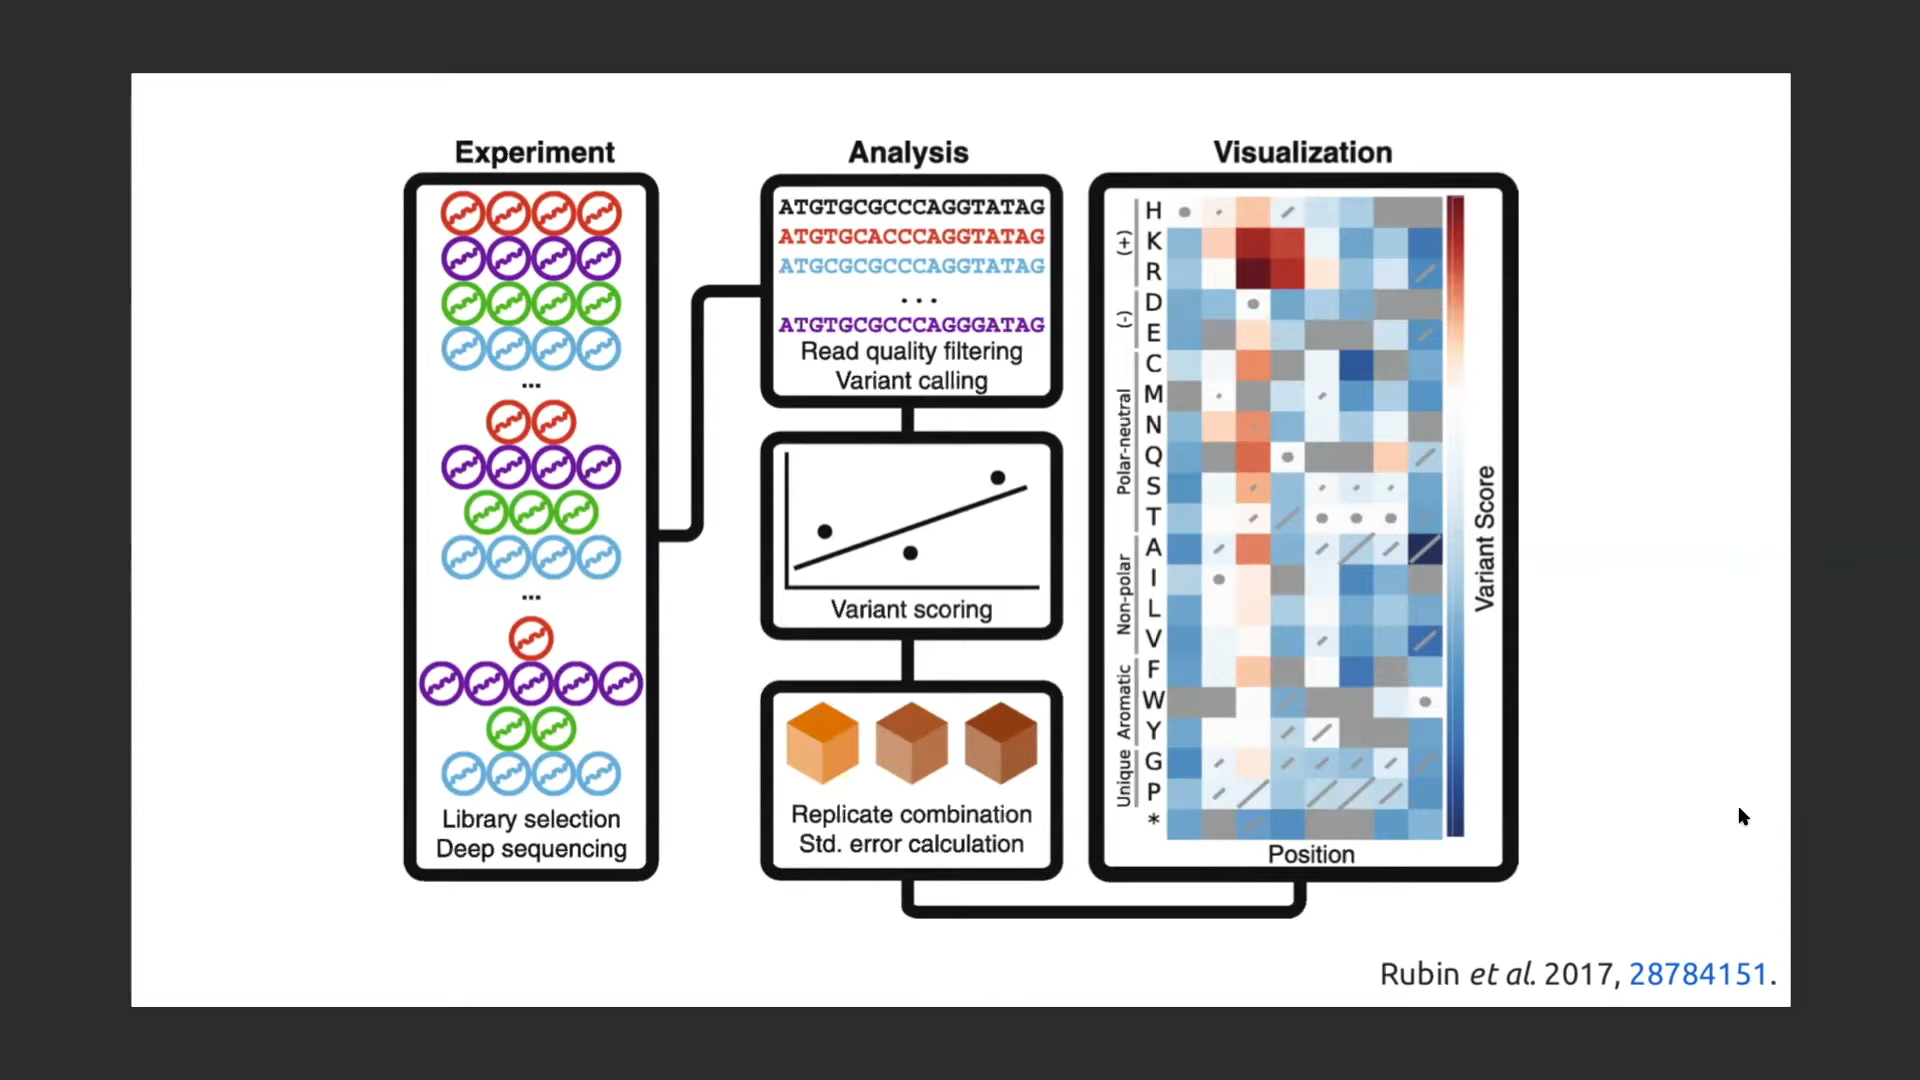 Experiment
...
...
Library selection
Deep sequencing
Analysis
ATGTGCGCCCAGGTATAG
ATGTGCACCCAGGTATAG
ATGCGCGCCCAGGTATAG
...
ATGTGCGCCCAGGGATAG
Read quality filtering
Variant calling
Variant scoring
Replicate combination
Std. error calculation
Visualization
(+)
H
K
R
(-)
D
E
Polar-neutral
C
M
N
Q
S
T
Non-polar
A
I
L
V
Aromatic
F
W
Y
Unique
G
P
*
Position
Variant Score
Rubin et al. 2017, 28784151.